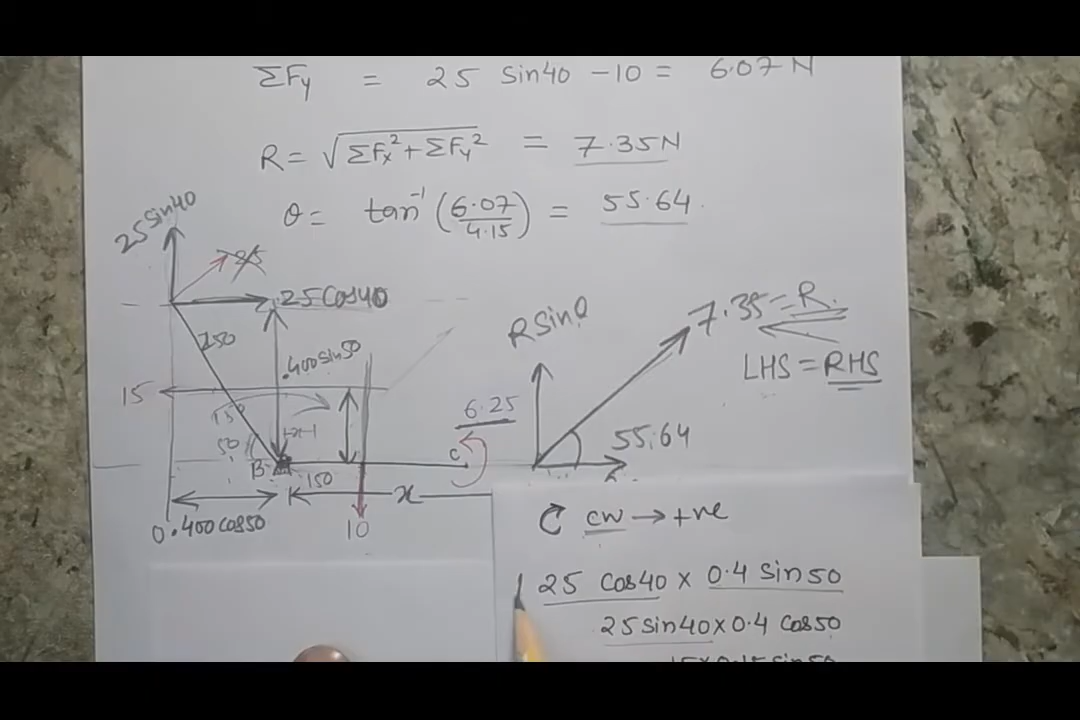 ΣFy = 25 Sin40 -10 = 6.07 N
R = √ΣFx²+ΣFy² = 7.35N
θ = tan⁻¹ (6.07/4.15) = 55.64
25 Sin40
25 Cos40
250
.400 Sin50
15
50
B
150
C
6.25
x
0.400 Cos50
10
R Sinθ
7.35 = R.
LHS = RHS
55.64
CW → +ve
25 Cos40 × 0.4 Sin50
25 Sin40 × 0.4 Cos50